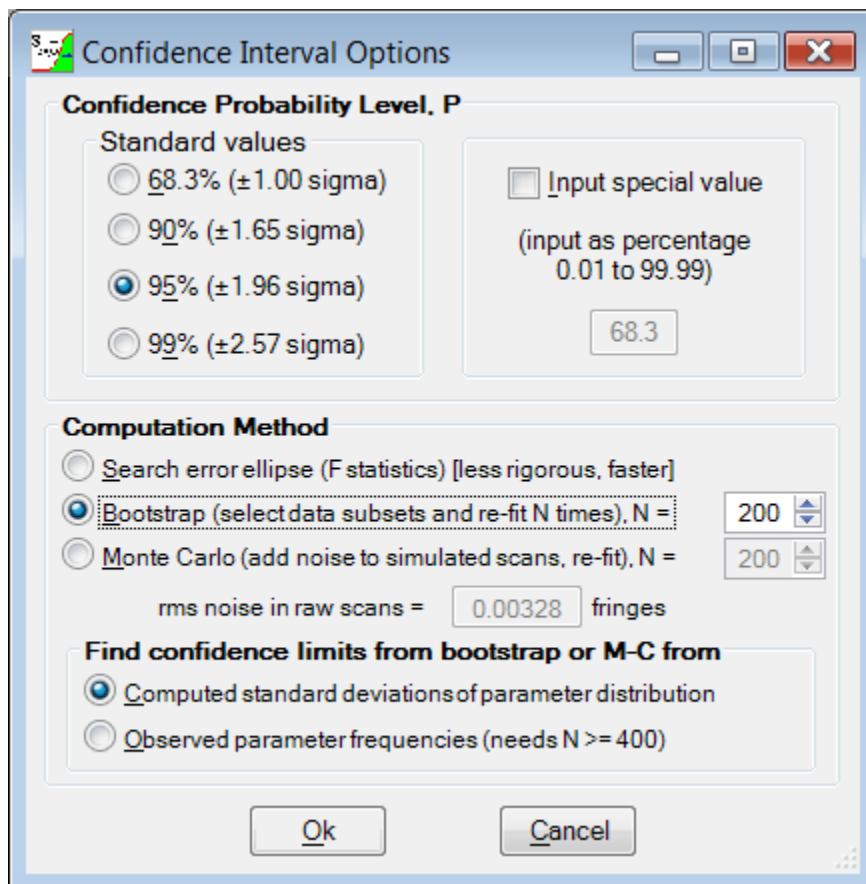 Confidence Interval Options
Confidence Probability Level, P
Standard values
68.3% (±1.00 sigma)
90% (±1.65 sigma)
95% (±1.96 sigma)
99% (±2.57 sigma)
Input special value
(input as percentage
0.01 to 99.99)
68.3
Computation Method
Search error ellipse (F statistics) [less rigorous, faster]
Bootstrap (select data subsets and re-fit N times), N = 200
Monte Carlo (add noise to simulated scans, re-fit), N = 200
rms noise in raw scans = 0.00328 fringes
Find confidence limits from bootstrap or M-C from
Computed standard deviations of parameter distribution
Observed parameter frequencies (needs N >= 400)
Ok Cancel